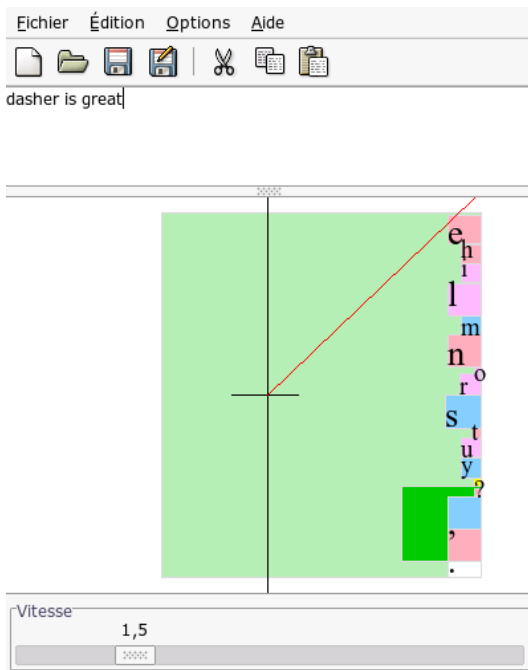 Fichier Édition Options Aide
dasher is great
e
h
i
l
m
n
o
r
s
t
u
y
?
,
.
Vitesse
1,5